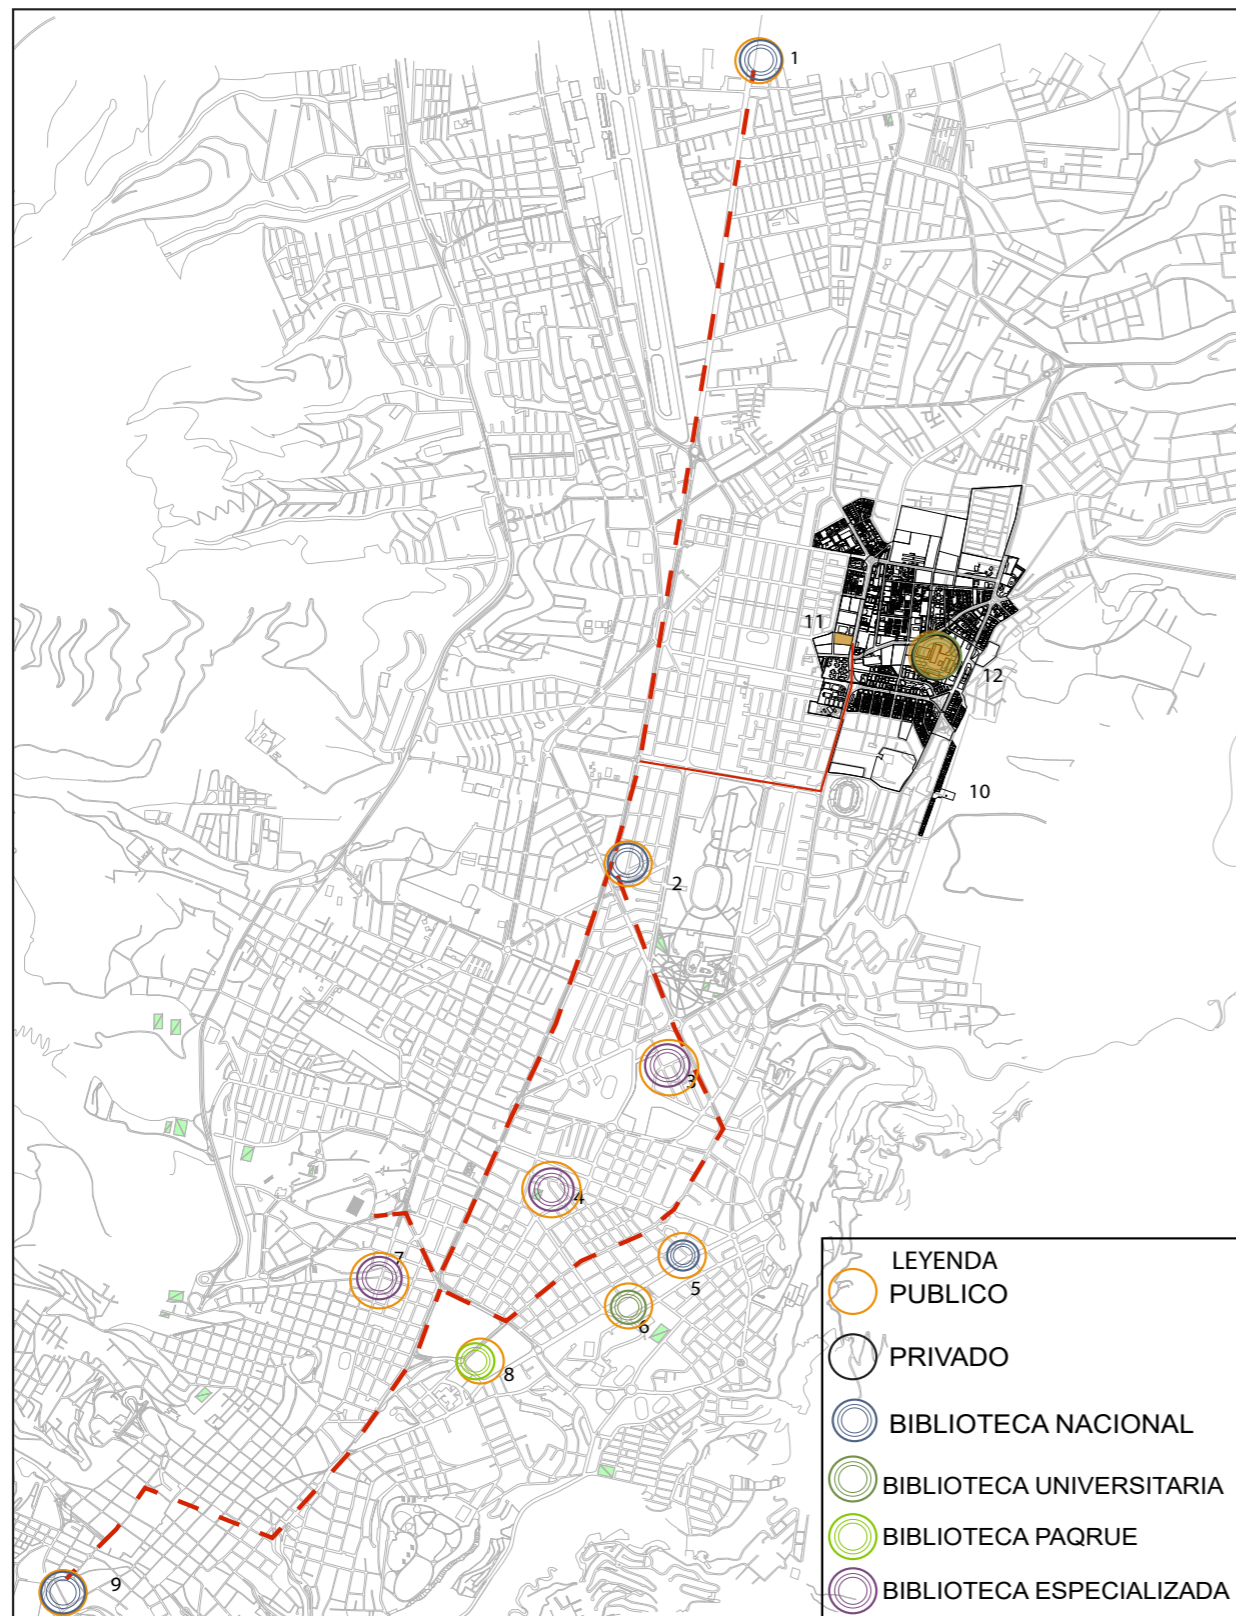 1
11
12
10
2
3
4
7
5
6
8
9
LEYENDA
PUBLICO
PRIVADO
BIBLIOTECA NACIONAL
BIBLIOTECA UNIVERSITARIA
BIBLIOTECA PAQRUE
BIBLIOTECA ESPECIALIZADA